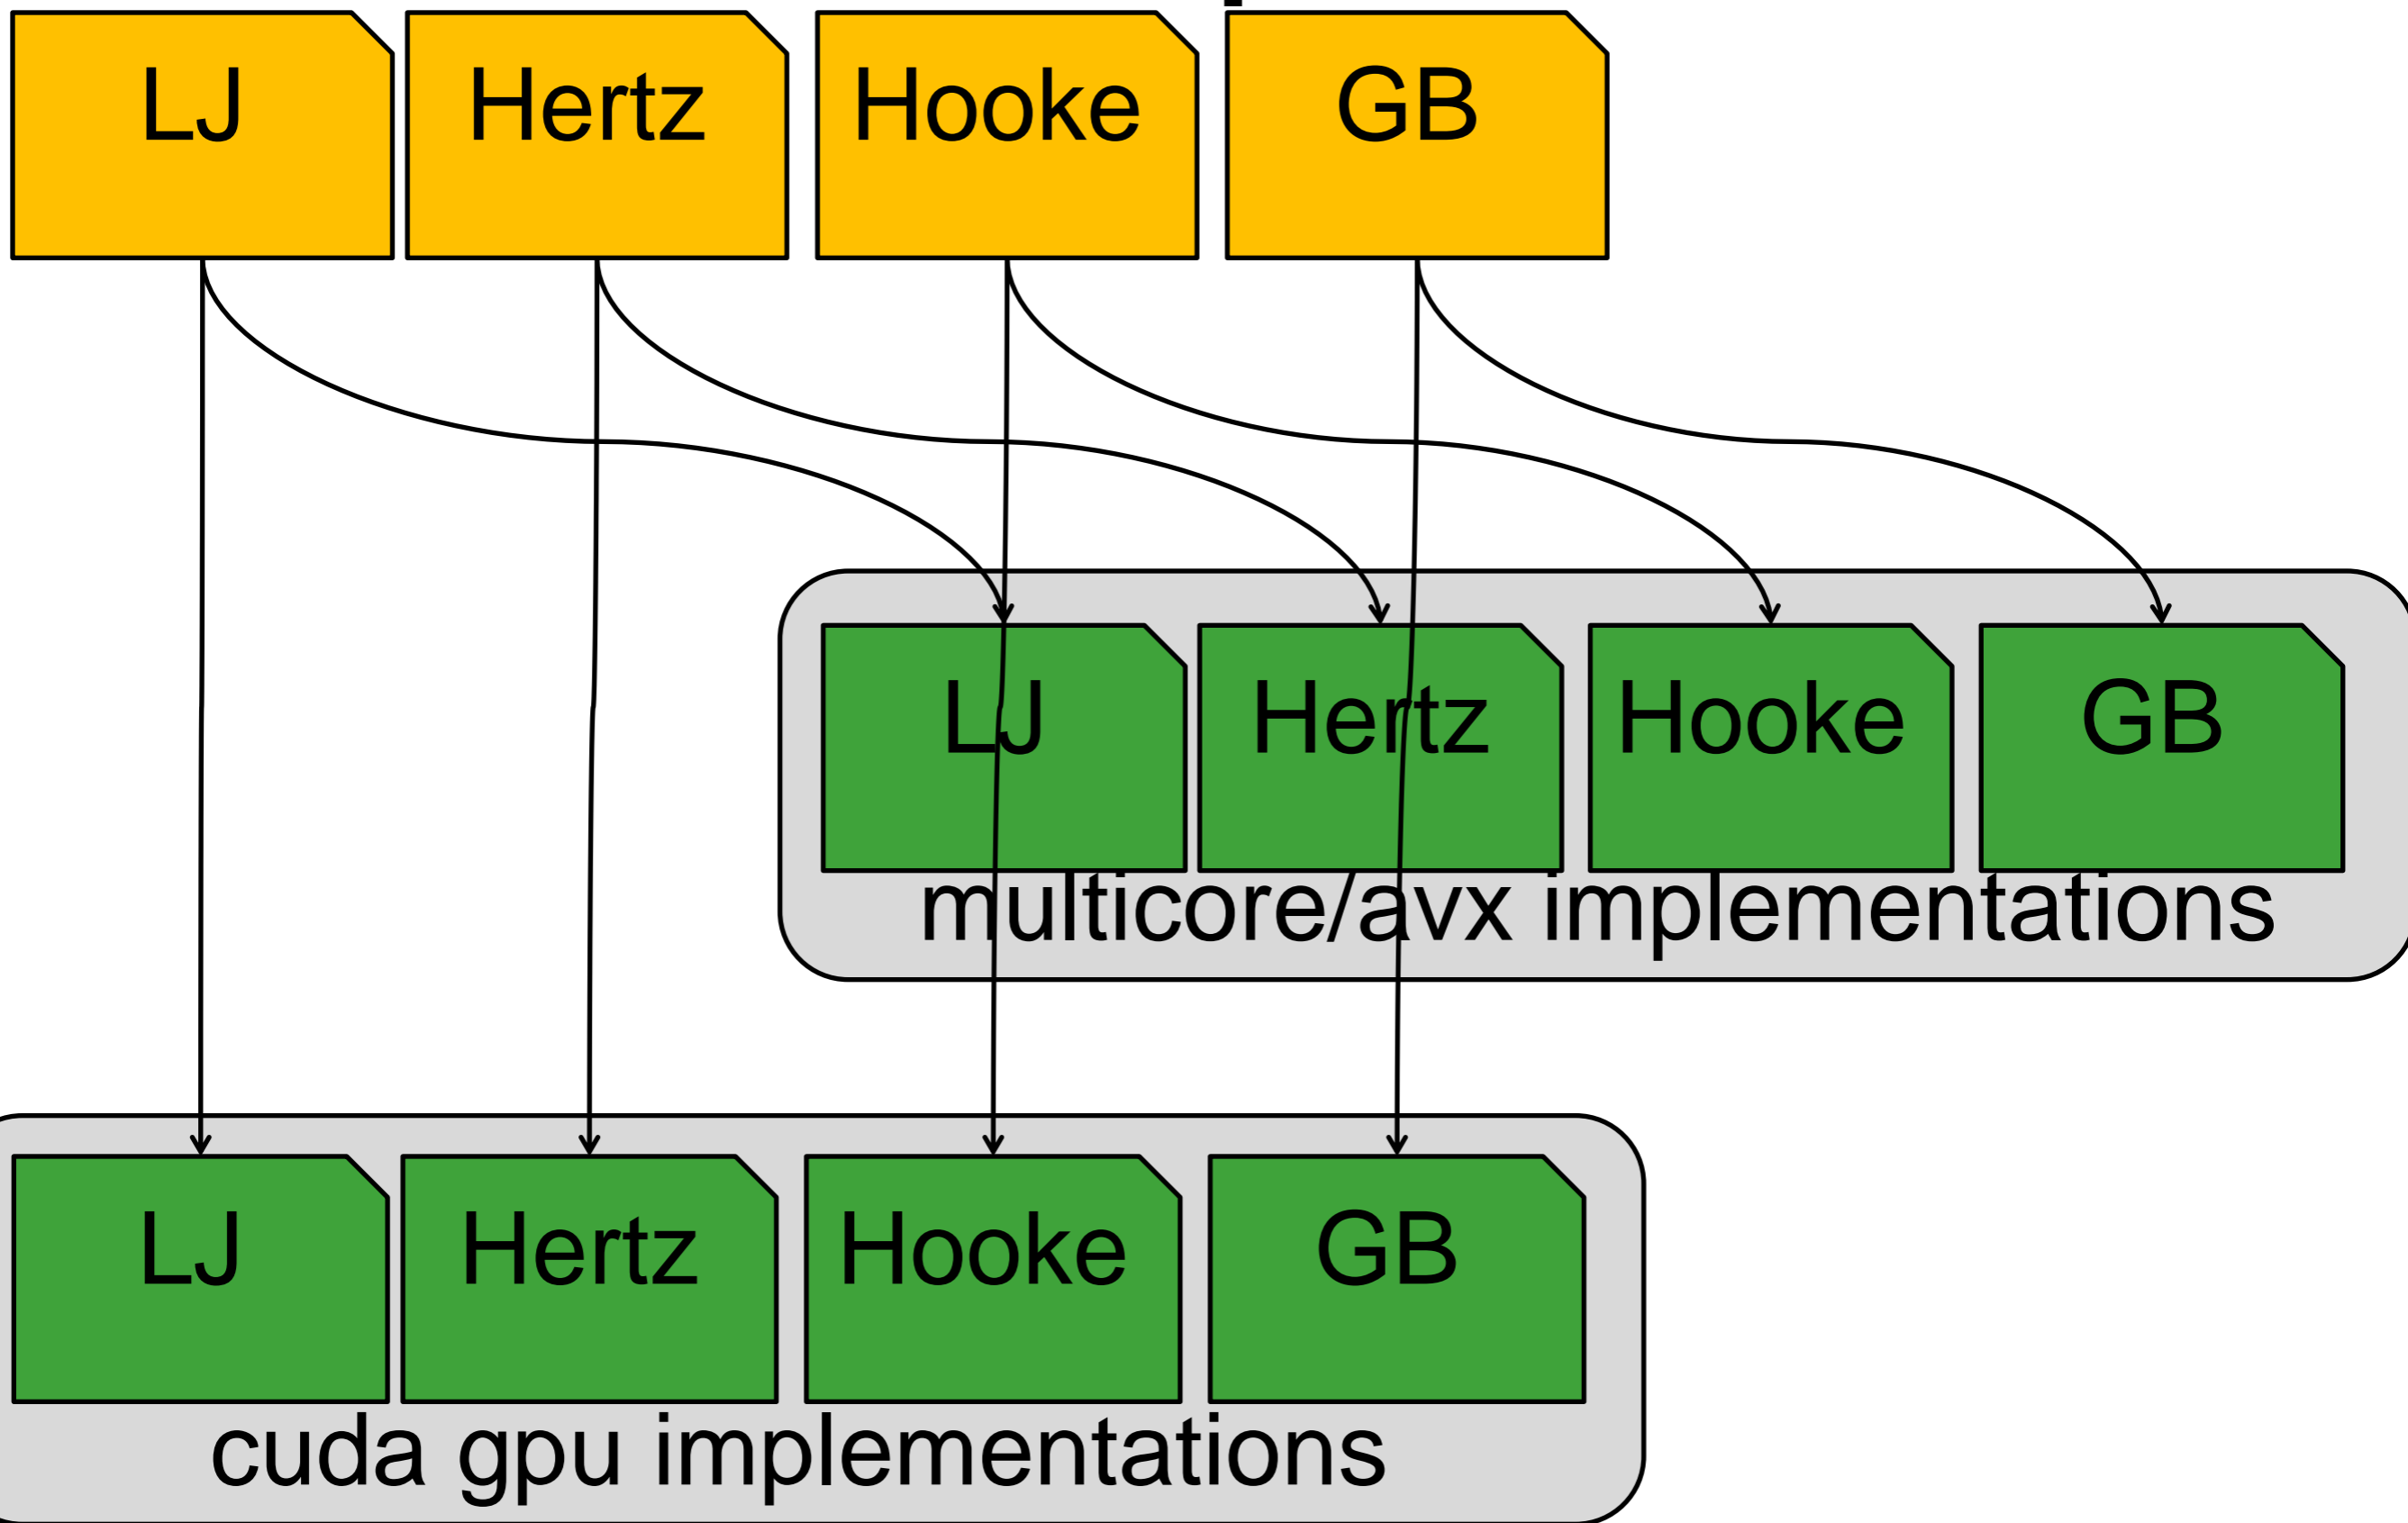 LJ Hertz Hooke GB
LJ Hertz Hooke GB
multicore/avx implementations
LJ Hertz Hooke GB
cuda gpu implementations